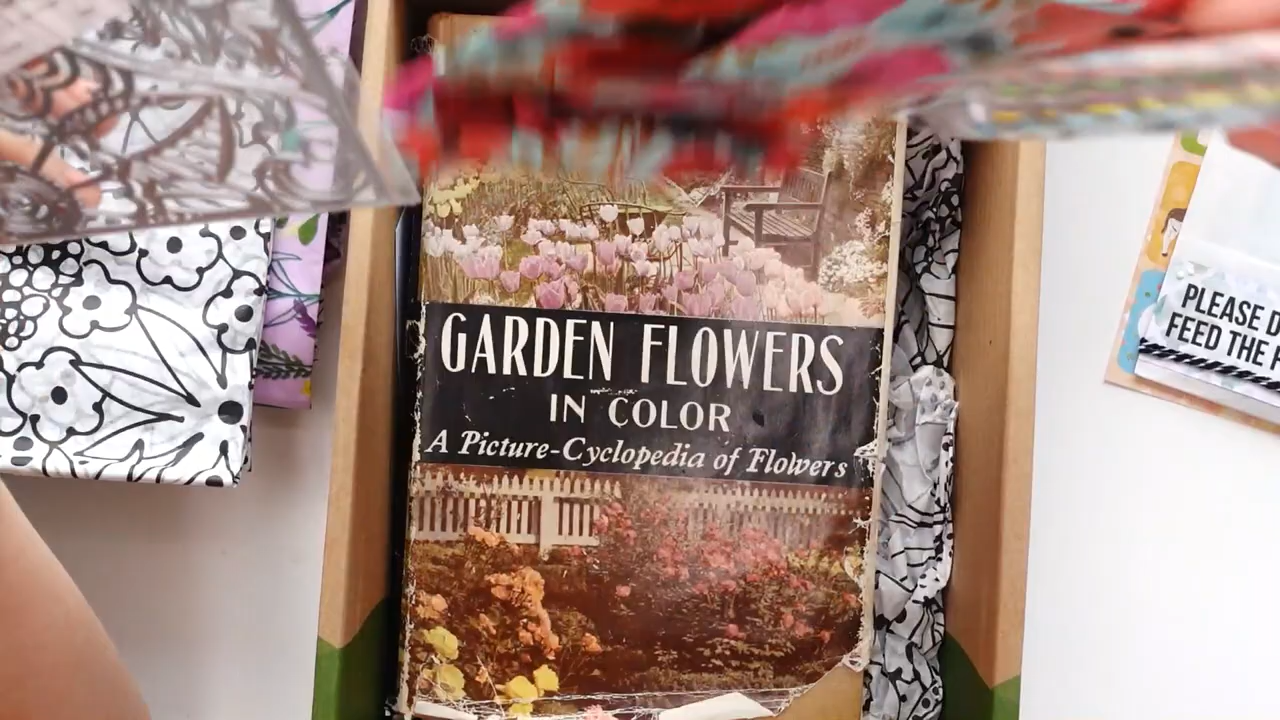 GARDEN FLOWERS
IN COLOR
A Picture-Cyclopedia of Flowers
PLEASE
FEED THE